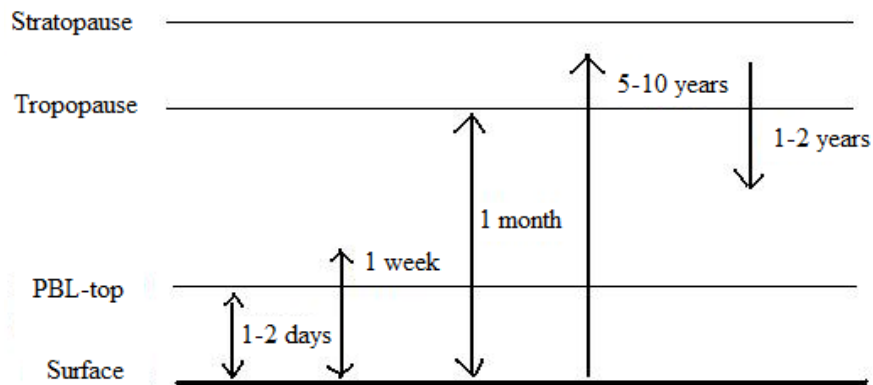 Stratopause
5-10 years
Tropopause
1-2 years
1 month
1 week
PBL-top
1-2 days
Surface